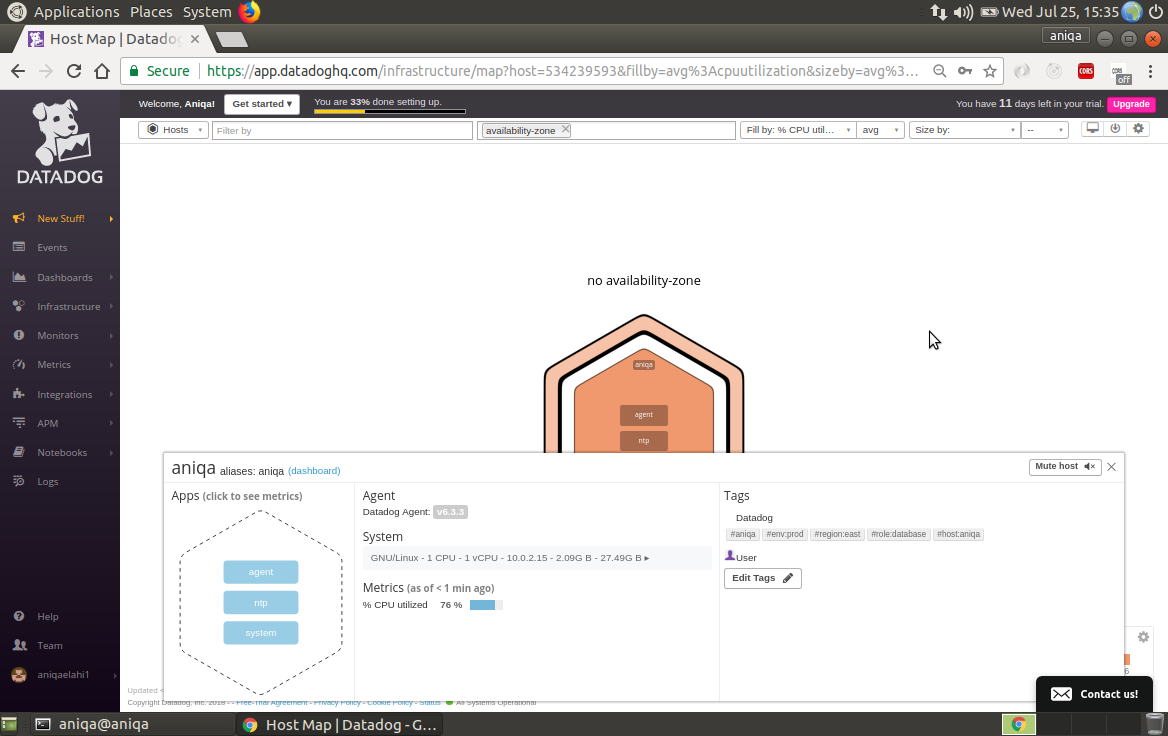 Applications Places System
Wed Jul 25, 15:35
Host Map | Datadog
aniqa
Secure https://app.datadoghq.com/infrastructure/map?host=534239593&fillby=avg%3Acpuutilization&sizeby=avg%3...
CORS
off
Welcome, Aniqa! Get started ▾ You are 33% done setting up. You have 11 days left in your trial. Upgrade
Hosts Filter by availability-zone Fill by: % CPU util... avg Size by: --
DATADOG
New Stuff!
Events
Dashboards
Infrastructure
Monitors
Metrics
Integrations
APM
Notebooks
Logs
Help
Team
aniqaelahi1
no availability-zone
aniqa
agent
ntp
aniqa aliases: aniqa (dashboard) Mute host
Apps (click to see metrics)
agent
ntp
system
Agent
Datadog Agent: v6.3.3
System
GNU/Linux - 1 CPU - 1 vCPU - 10.0.2.15 - 2.09G B - 27.49G B ▸
Metrics (as of < 1 min ago)
% CPU utilized 76 %
Tags
Datadog
#aniqa #env:prod #region:east #role:database #host:aniqa
User
Edit Tags
Updated <
Copyright Datadog, Inc. 2018 - - Free-Trial Agreement - Privacy Policy - Cookie Policy - Status All Systems Operational
Contact us!
aniqa@aniqa Host Map | Datadog - G...